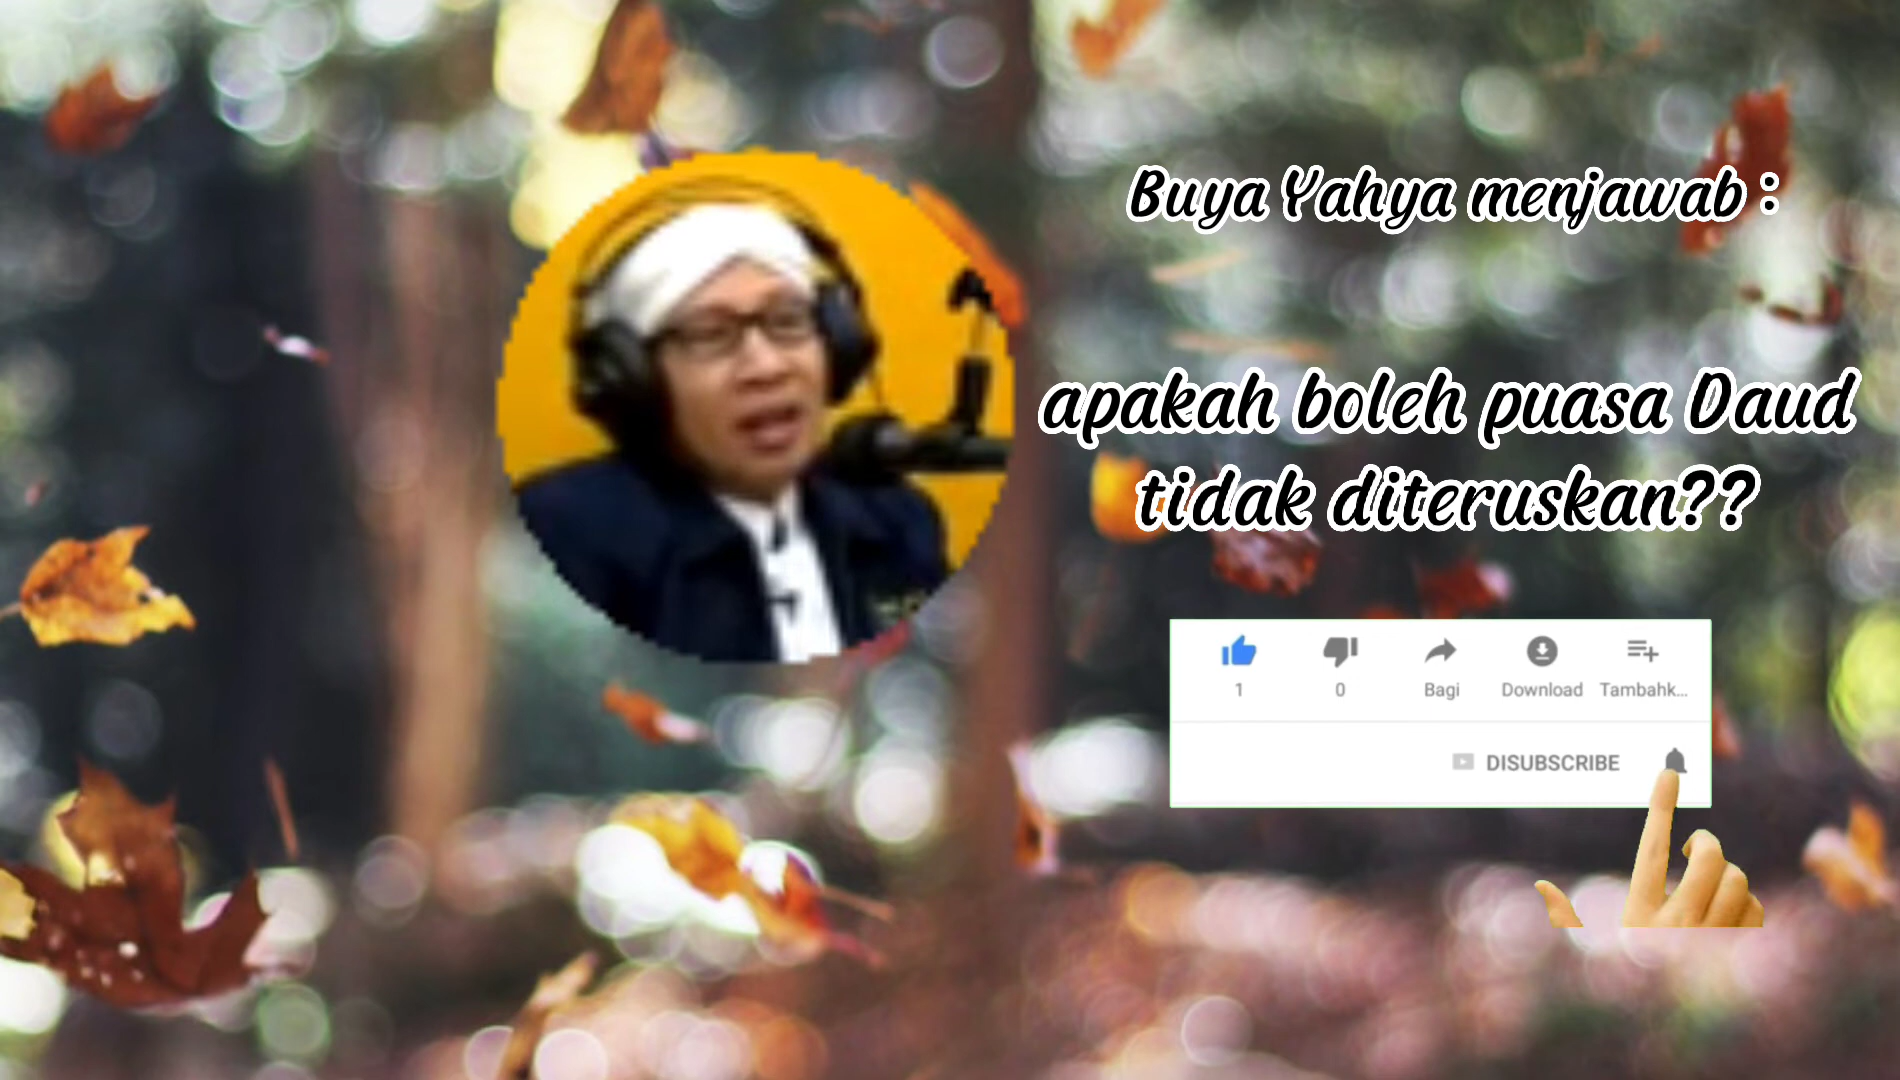 Buya Yahya menjawab :
apakah boleh puasa Daud
tidak diteruskan??
1 0 Bagi Download Tambahk...
DISUBSCRIBE